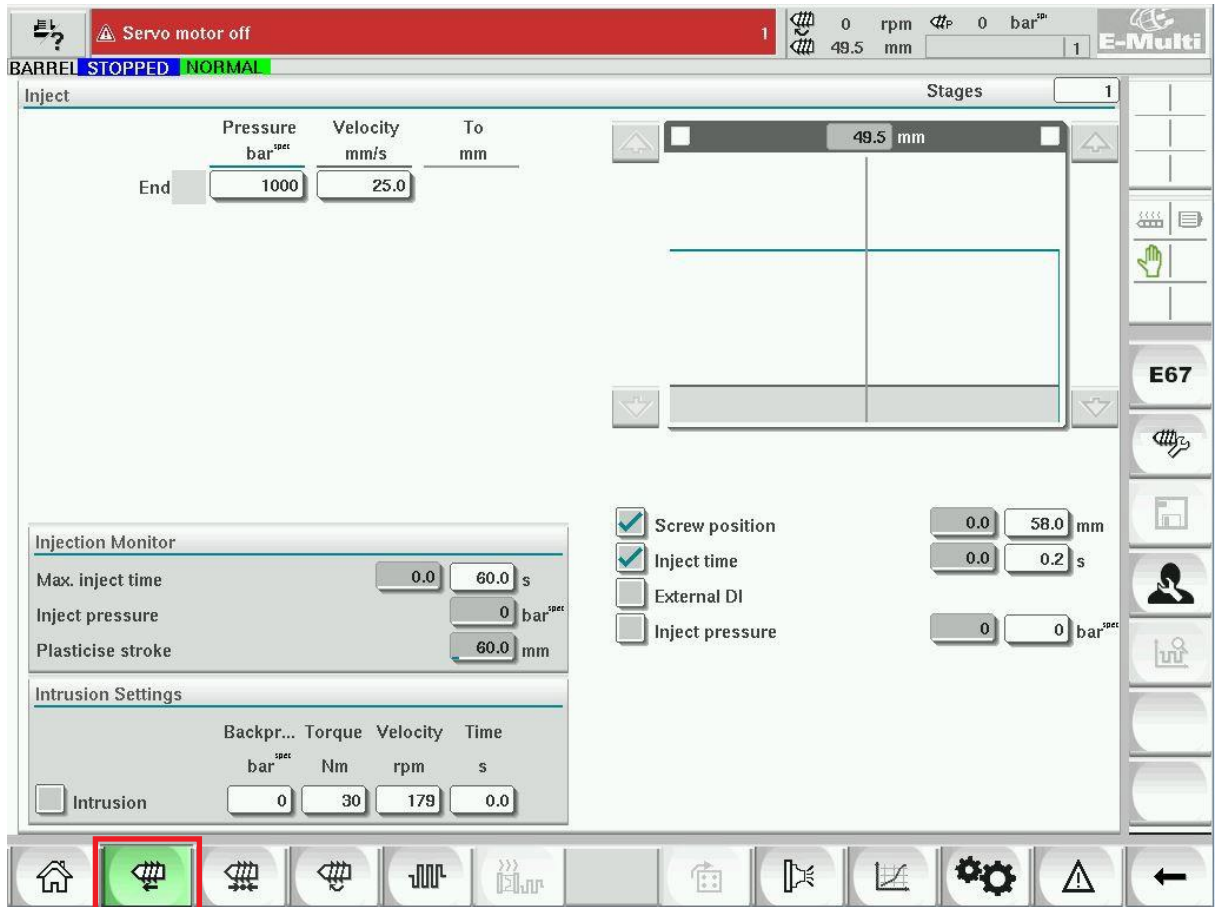 Servo motor off 1
0 rpm P 0 bar
49.5 mm 1
E-Multi
BARREL STOPPED NORMAL
Inject
Stages 1
Pressure Velocity To
bar spec mm/s mm
End 1000 25.0
49.5 mm
E67
Injection Monitor
Max. inject time 0.0 60.0 s
Inject pressure 0 bar spec
Plasticise stroke 60.0 mm
Screw position 0.0 58.0 mm
Inject time 0.0 0.2 s
External DI
Inject pressure 0 0 bar spec
Intrusion Settings
Backpr... Torque Velocity Time
bar spec Nm rpm s
Intrusion 0 30 179 0.0